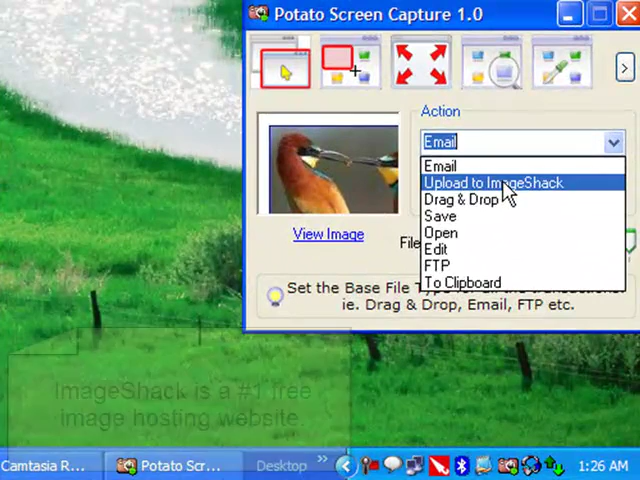 Potato Screen Capture 1.0
Action
Email
Email
Upload to ImageShack
Drag & Drop
Save
Open
Edit
FTP
To Clipboard
View Image
File
Set the Base File
ie. Drag & Drop, Email, FTP etc.
ImageShack is a #1 free
image hosting website.
Camtasia R...
Potato Scr...
Desktop
1:26 AM